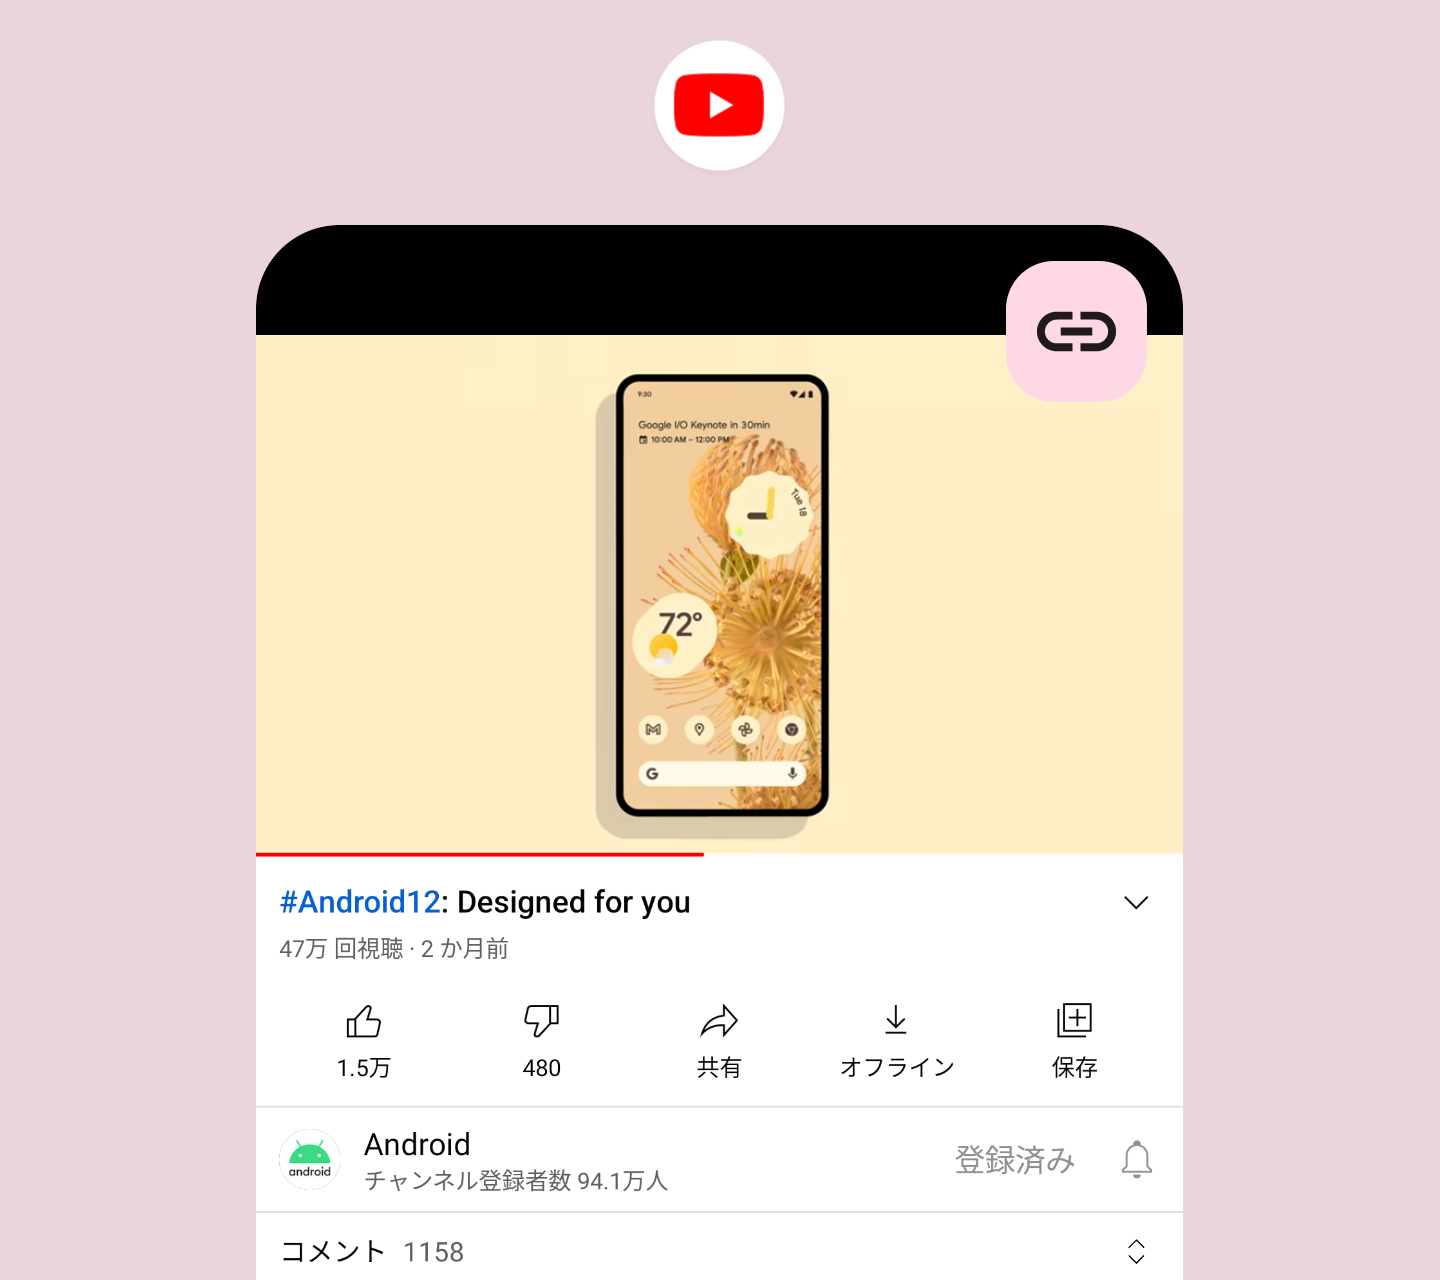 9:30
Google I/O Keynote in 30min
10:00 AM – 12:00 PM
Tue 18
72°
G
#Android12: Designed for you
47万 回視聴 · 2 か月前
1.5万
480
共有
オフライン
保存
android
Android
チャンネル登録者数 94.1万人
登録済み
コメント 1158